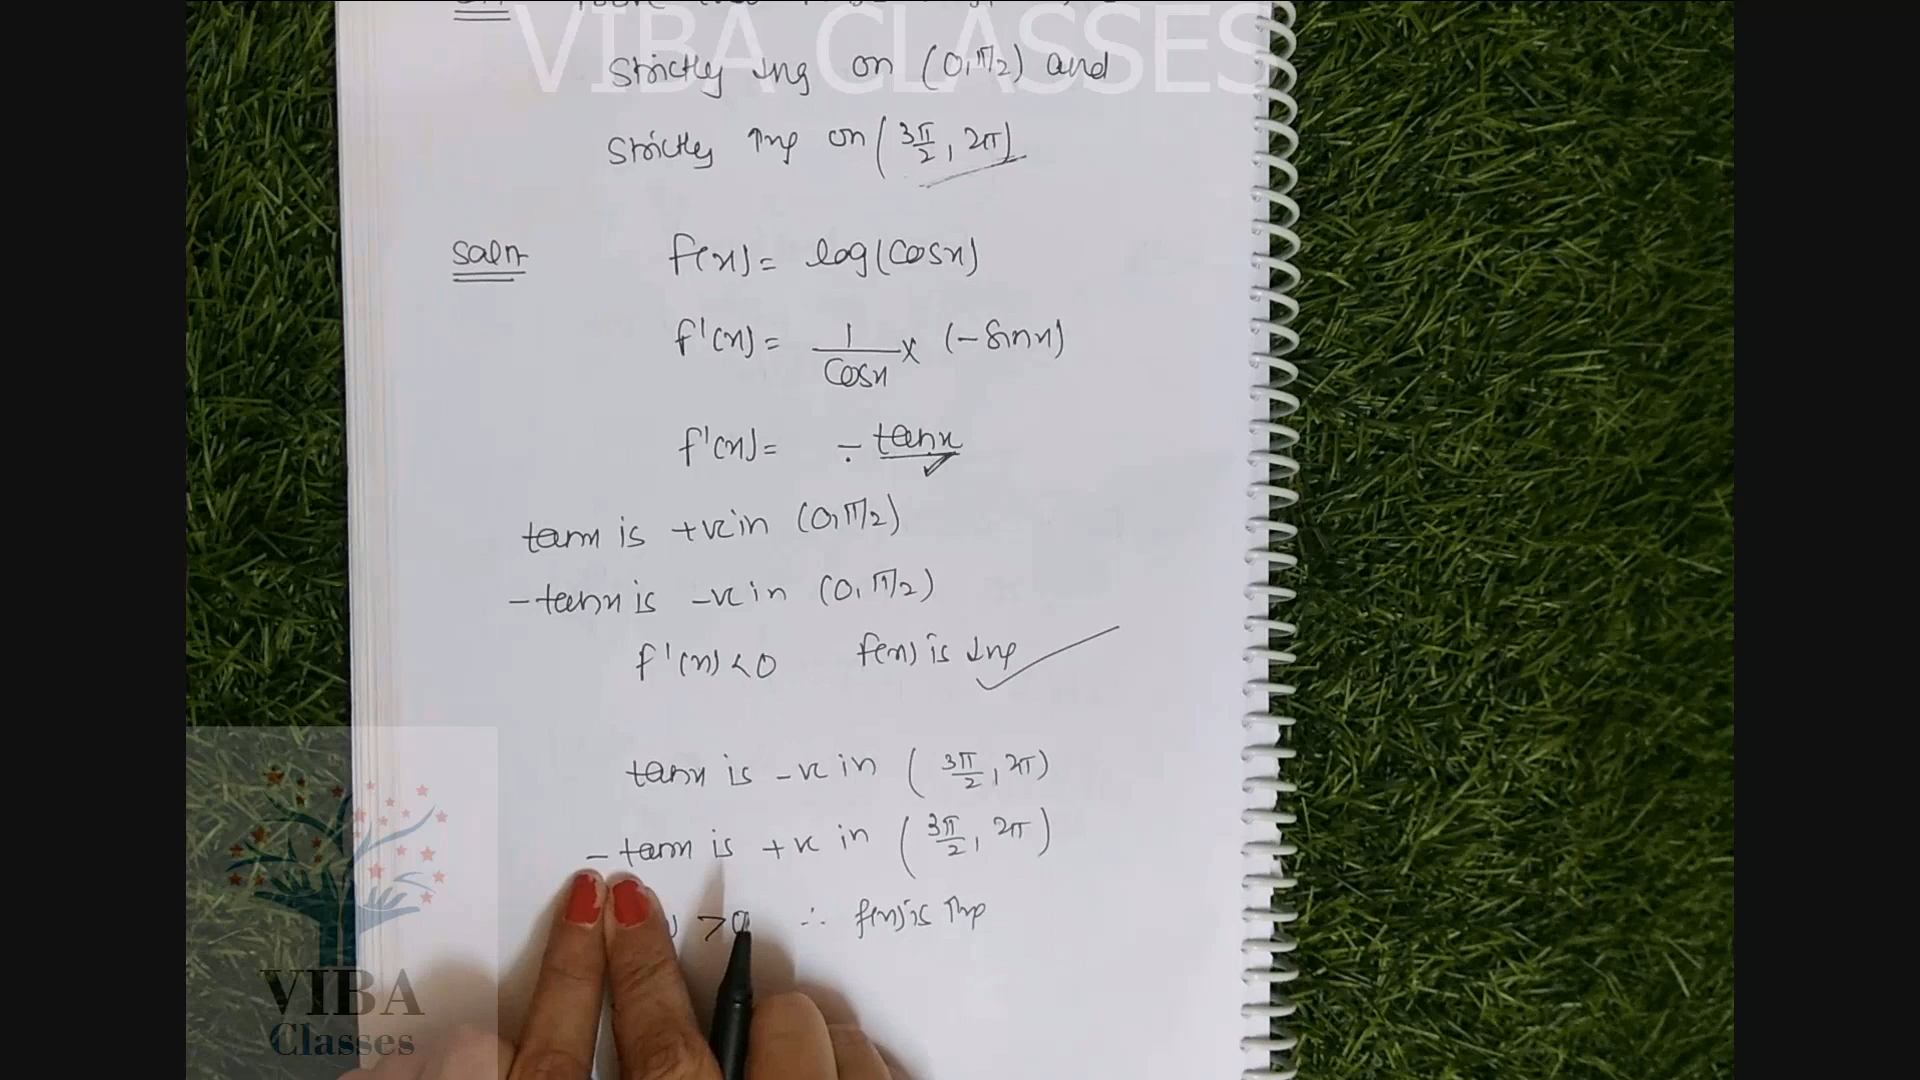 VIBA CLASSES
Strictly ↓ng on (0, π/2) and
Strictly ↑ng on (3π/2, 2π)
Soln
f(x) = log(cosx)
f'(x) = 1/cosx × (-sinx)
f'(x) = - tanx
tanx is +ve in (0, π/2)
- tanx is -ve in (0, π/2)
f'(x) < 0 f(x) is ↓ng
tanx is -ve in (3π/2, 2π)
- tanx is +ve in (3π/2, 2π)
) > 0 ∴ f(x) is ↑ng
VIBA
Classes